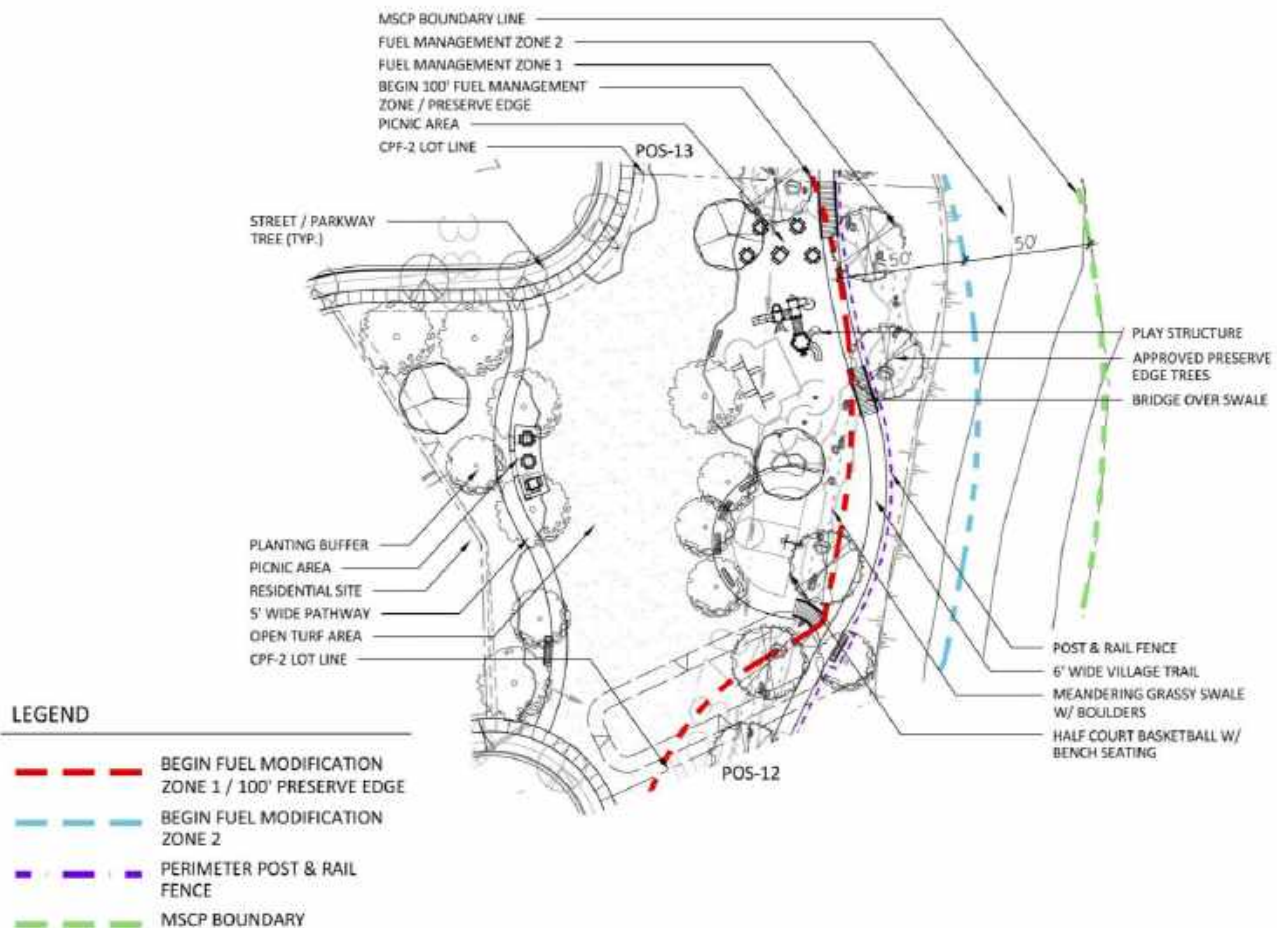 MSCP BOUNDARY LINE
FUEL MANAGEMENT ZONE 2
FUEL MANAGEMENT ZONE 1
BEGIN 100' FUEL MANAGEMENT
ZONE / PRESERVE EDGE
PICNIC AREA
CPF-2 LOT LINE
POS-13
STREET / PARKWAY
TREE (TYP.)
50'
50'
PLAY STRUCTURE
APPROVED PRESERVE
EDGE TREES
BRIDGE OVER SWALE
PLANTING BUFFER
PICNIC AREA
RESIDENTIAL SITE
5' WIDE PATHWAY
OPEN TURF AREA
CPF-2 LOT LINE
POST & RAIL FENCE
6' WIDE VILLAGE TRAIL
MEANDERING GRASSY SWALE
W/ BOULDERS
HALF COURT BASKETBALL W/
BENCH SEATING
POS-12
LEGEND
BEGIN FUEL MODIFICATION
ZONE 1 / 100' PRESERVE EDGE
BEGIN FUEL MODIFICATION
ZONE 2
PERIMETER POST & RAIL
FENCE
MSCP BOUNDARY